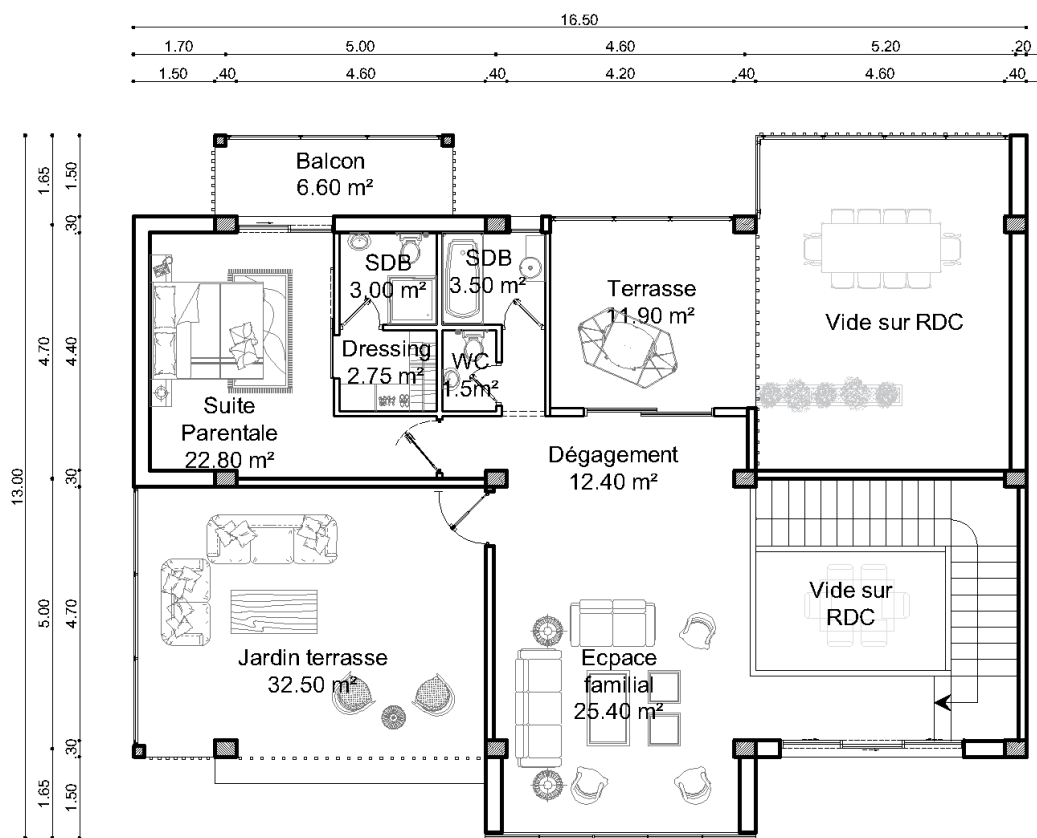 16.50
1.70 5.00 4.60 5.20 .20
1.50 .40 4.60 .40 4.20 .40 4.60 .40
Balcon
6.60 m²
SDB
3.00 m²
SDB
3.50 m²
Terrasse
11.90 m²
Vide sur RDC
Dressing
2.75 m²
WC
1.5m²
Suite
Parentale
22.80 m²
Dégagement
12.40 m²
Vide sur
RDC
Jardin terrasse
32.50 m²
Ecpace
familial
25.40 m²
13.00
1.65 4.70 5.00 1.65
1.50 .30 4.40 .30 4.70 .30 1.50